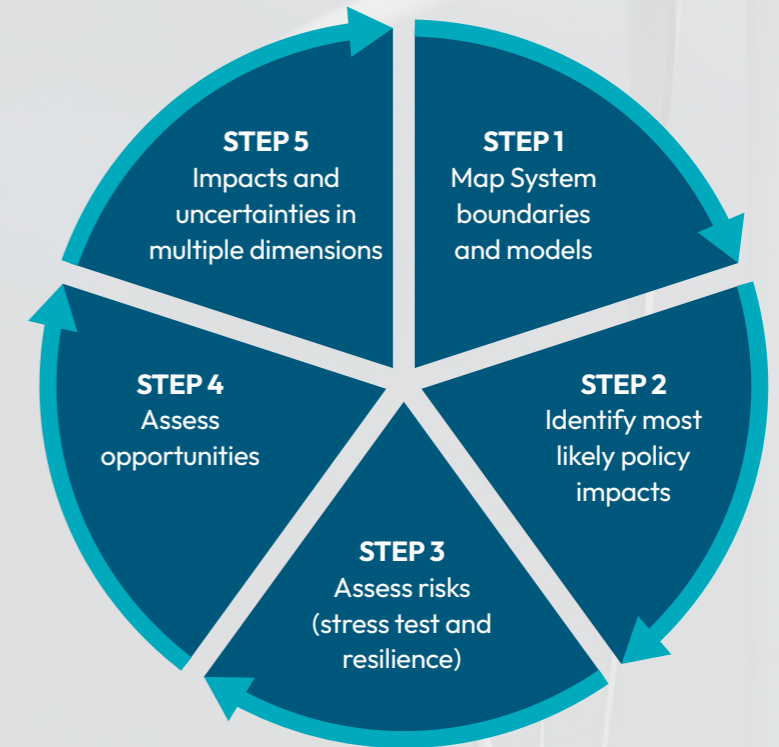 STEP 1
Map System
boundaries
and models
STEP 2
Identify most
likely policy
impacts
STEP 3
Assess risks
(stress test and
resilience)
STEP 4
Assess
opportunities
STEP 5
Impacts and
uncertainties in
multiple dimensions